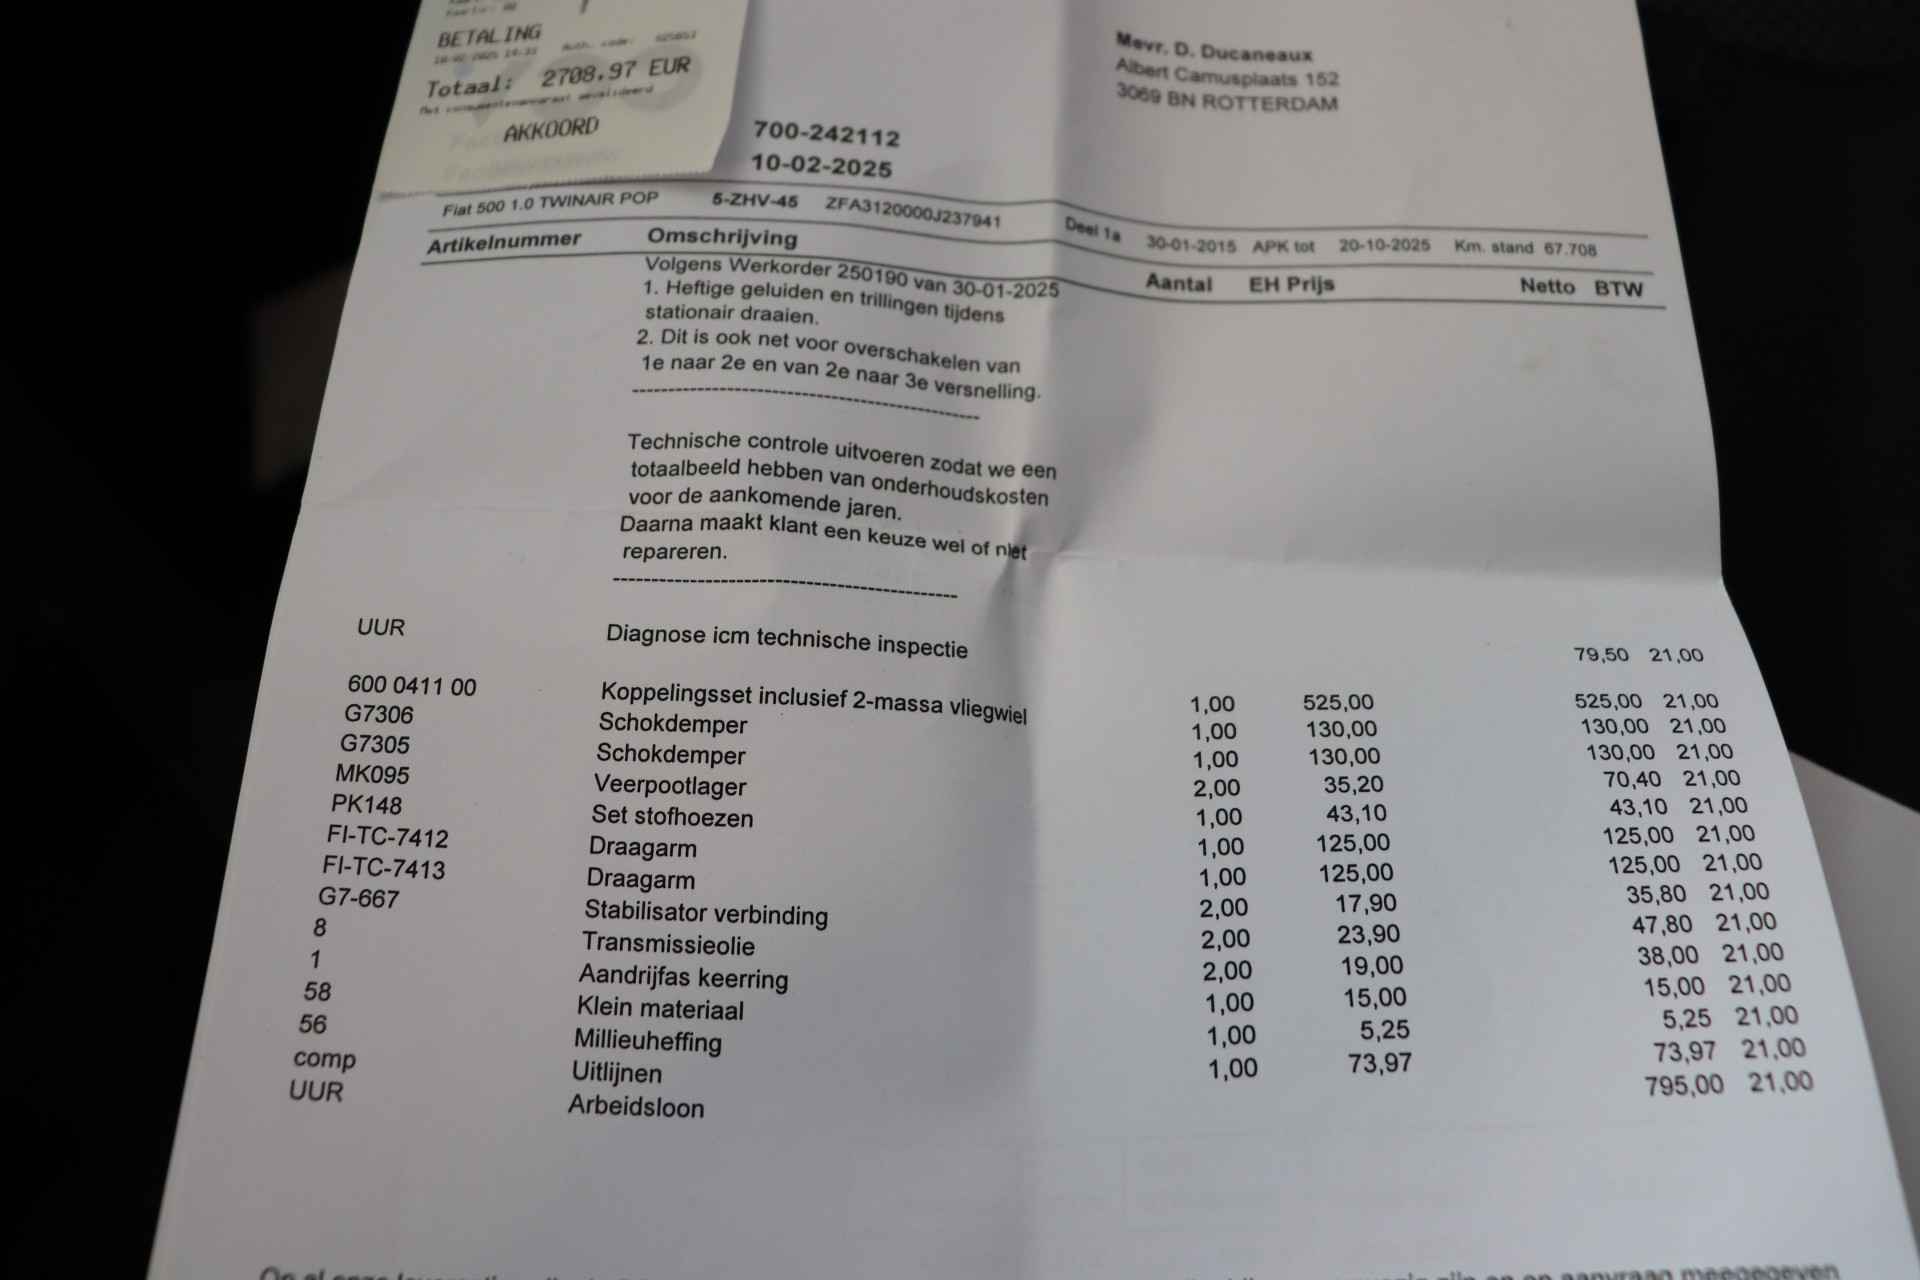 BETALING
Totaal: 2708.97 EUR
AKKOORD
Mevr. D. Ducaneaux
Albert Camusplaats 152
3069 BN ROTTERDAM
700-242112
10-02-2025
Fiat 500 1.0 TWINAIR POP 5-ZHV-45 ZFA3120000J237941 Deel 1a 30-01-2015 APK tot 20-10-2025 Km. stand 67.708
Artikelnummer Omschrijving Aantal EH Prijs Netto BTW
Volgens Werkorder 250190 van 30-01-2025
1. Heftige geluiden en trillingen tijdens
stationair draaien.
2. Dit is ook net voor overschakelen van
1e naar 2e en van 2e naar 3e versnelling.
Technische controle uitvoeren zodat we een
totaalbeeld hebben van onderhoudskosten
voor de aankomende jaren.
Daarna maakt klant een keuze wel of niet
repareren.
UUR Diagnose icm technische inspectie 79,50 21,00
600 0411 00 Koppelingsset inclusief 2-massa vliegwiel 1,00 525,00 525,00 21,00
G7306 Schokdemper 1,00 130,00 130,00 21,00
G7305 Schokdemper 1,00 130,00 130,00 21,00
MK095 Veerpootlager 2,00 35,20 70,40 21,00
PK148 Set stofhoezen 1,00 43,10 43,10 21,00
FI-TC-7412 Draagarm 1,00 125,00 125,00 21,00
FI-TC-7413 Draagarm 1,00 125,00 125,00 21,00
G7-667 Stabilisator verbinding 2,00 17,90 35,80 21,00
8 Transmissieolie 2,00 23,90 47,80 21,00
1 Aandrijfas keerring 2,00 19,00 38,00 21,00
58 Klein materiaal 1,00 15,00 15,00 21,00
56 Millieuheffing 1,00 5,25 5,25 21,00
comp Uitlijnen 1,00 73,97 73,97 21,00
UUR Arbeidsloon 795,00 21,00